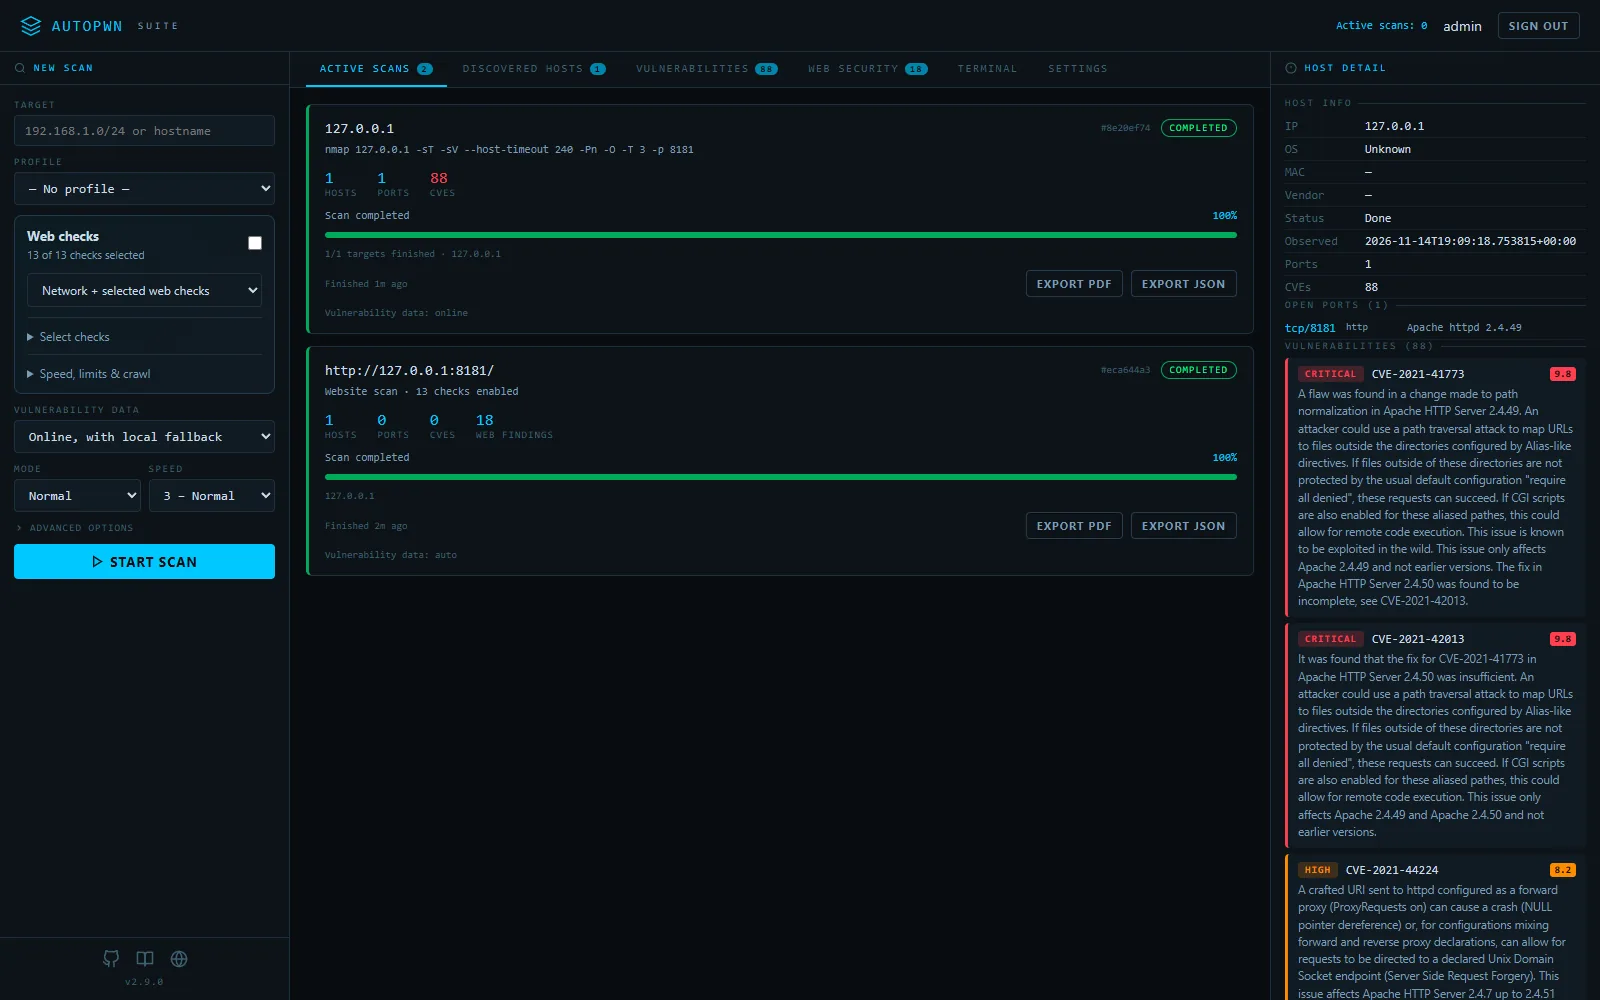 AUTOPWN SUITE
Active scans: 0 admin SIGN OUT
NEW SCAN
TARGET
192.168.1.0/24 or hostname
PROFILE
— No profile —
Web checks
13 of 13 checks selected
Network + selected web checks
Select checks
Speed, limits & crawl
VULNERABILITY DATA
Online, with local fallback
MODE SPEED
Normal 3 – Normal
ADVANCED OPTIONS
START SCAN
v2.9.0
ACTIVE SCANS 2 DISCOVERED HOSTS 1 VULNERABILITIES 88 WEB SECURITY 18 TERMINAL SETTINGS
127.0.0.1 #8e20ef74 COMPLETED
nmap 127.0.0.1 -sT -sV --host-timeout 240 -Pn -O -T 3 -p 8181
1 1 88
HOSTS PORTS CVES
Scan completed 100%
1/1 targets finished · 127.0.0.1
Finished 1m ago EXPORT PDF EXPORT JSON
Vulnerability data: online
http://127.0.0.1:8181/ #eca644a3 COMPLETED
Website scan · 13 checks enabled
1 0 0 18
HOSTS PORTS CVES WEB FINDINGS
Scan completed 100%
127.0.0.1
Finished 2m ago EXPORT PDF EXPORT JSON
Vulnerability data: auto
HOST DETAIL
HOST INFO
IP 127.0.0.1
OS Unknown
MAC —
Vendor —
Status Done
Observed 2026-11-14T19:09:18.753815+00:00
Ports 1
CVEs 88
OPEN PORTS (1)
tcp/8181 http Apache httpd 2.4.49
VULNERABILITIES (88)
CRITICAL CVE-2021-41773 9.8
A flaw was found in a change made to path
normalization in Apache HTTP Server 2.4.49. An
attacker could use a path traversal attack to map URLs
to files outside the directories configured by Alias-like
directives. If files outside of these directories are not
protected by the usual default configuration "require
all denied", these requests can succeed. If CGI scripts
are also enabled for these aliased pathes, this could
allow for remote code execution. This issue is known
to be exploited in the wild. This issue only affects
Apache 2.4.49 and not earlier versions. The fix in
Apache HTTP Server 2.4.50 was found to be
incomplete, see CVE-2021-42013.
CRITICAL CVE-2021-42013 9.8
It was found that the fix for CVE-2021-41773 in
Apache HTTP Server 2.4.50 was insufficient. An
attacker could use a path traversal attack to map URLs
to files outside the directories configured by Alias-like
directives. If files outside of these directories are not
protected by the usual default configuration "require
all denied", these requests can succeed. If CGI scripts
are also enabled for these aliased pathes, this could
allow for remote code execution. This issue only
affects Apache 2.4.49 and Apache 2.4.50 and not
earlier versions.
HIGH CVE-2021-44224 8.2
A crafted URI sent to httpd configured as a forward
proxy (ProxyRequests on) can cause a crash (NULL
pointer dereference) or, for configurations mixing
forward and reverse proxy declarations, can allow for
requests to be directed to a declared Unix Domain
Socket endpoint (Server Side Request Forgery). This
issue affects Apache HTTP Server 2.4.7 up to 2.4.51